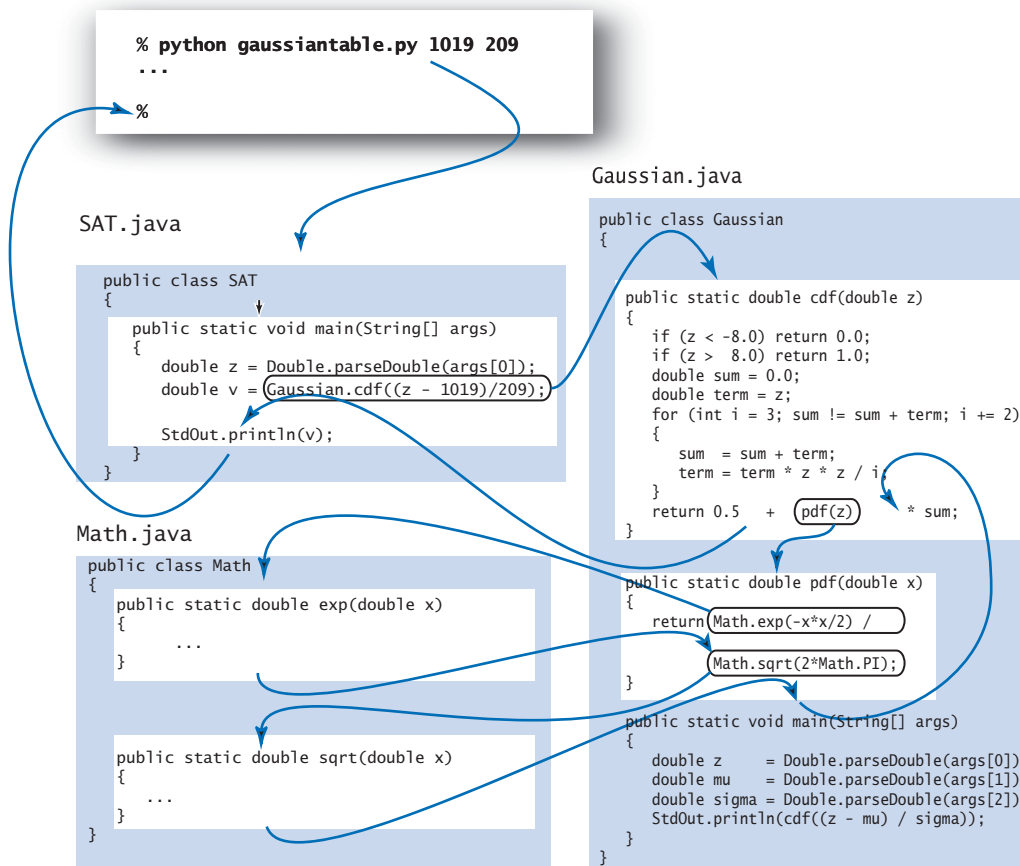 % python gaussiantable.py 1019 209
...
%
SAT.java
public class SAT
{
public static void main(String[] args)
{
double z = Double.parseDouble(args[0]);
double v = Gaussian.cdf((z - 1019)/209);
StdOut.println(v);
}
}
Math.java
public class Math
{
public static double exp(double x)
{
...
}
public static double sqrt(double x)
{
...
}
}
Gaussian.java
public class Gaussian
{
public static double cdf(double z)
{
if (z < -8.0) return 0.0;
if (z >  8.0) return 1.0;
double sum = 0.0;
double term = z;
for (int i = 3; sum != sum + term; i += 2)
{
sum  = sum + term;
term = term * z * z / i;
}
return 0.5  +  pdf(z)  * sum;
}
public static double pdf(double x)
{
return Math.exp(-x*x/2) /
Math.sqrt(2*Math.PI);
}
public static void main(String[] args)
{
double z     = Double.parseDouble(args[0])
double mu    = Double.parseDouble(args[1])
double sigma = Double.parseDouble(args[2])
StdOut.println(cdf((z - mu) / sigma));
}
}